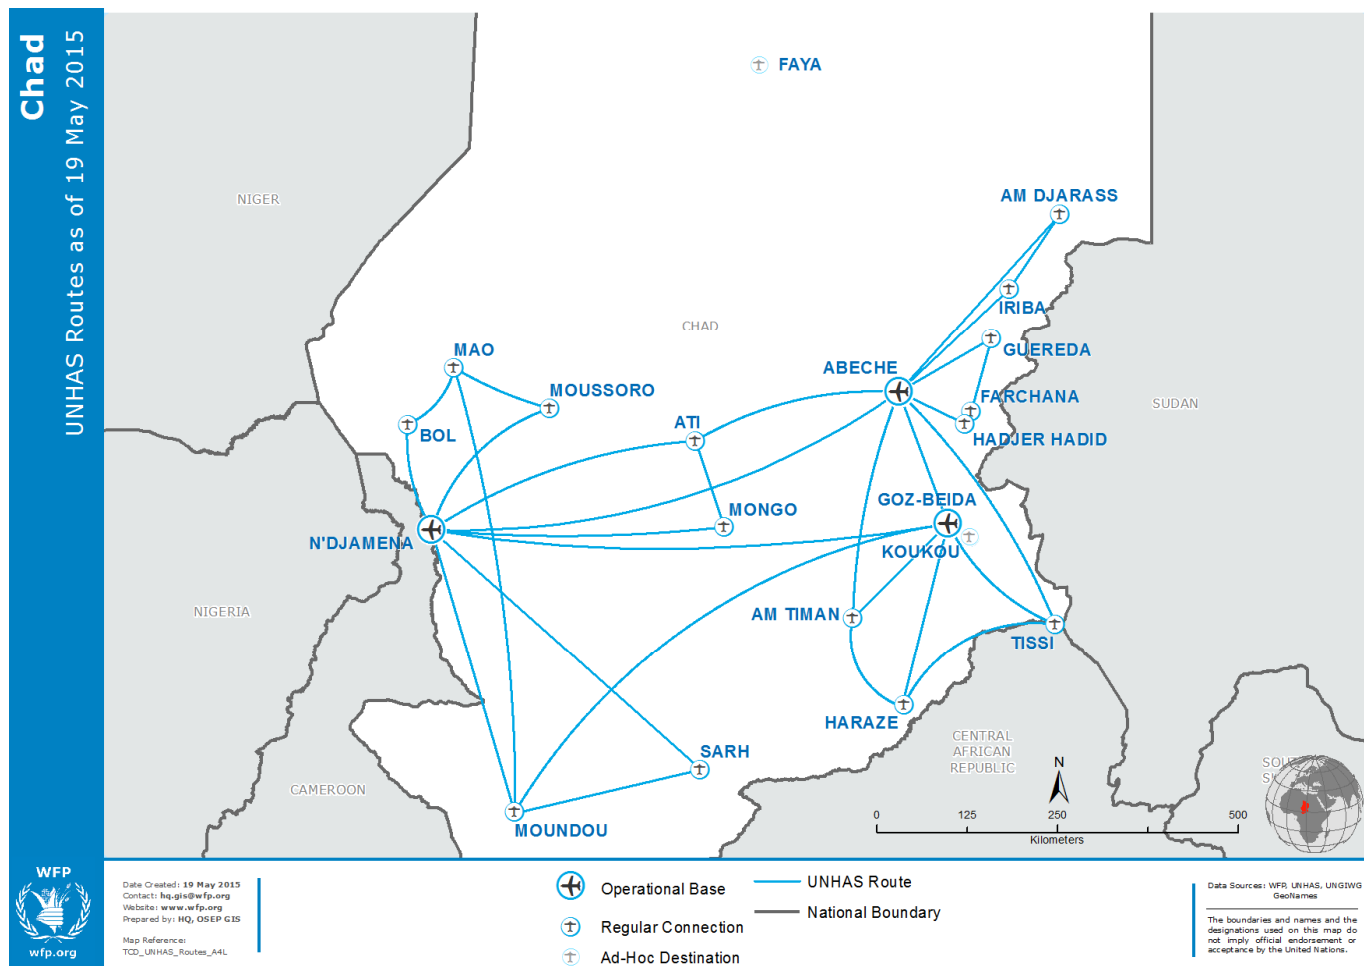 Chad
UNHAS Routes as of 19 May 2015
FAYA
AM DJARASS
NIGER
IRIBA
CHAD
GUEREDA
MAO
ABECHE
MOUSSORO
FARCHANA
SUDAN
ATI
BOL
HADJER HADID
GOZ-BEIDA
MONGO
N'DJAMENA
KOUKOU
NIGERIA
AM TIMAN
TISSI
HARAZE
CENTRAL
AFRICAN
REPUBLIC
SARH
N
CAMEROON
0 125 250 500
Kilometers
MOUNDOU
WFP
wfp.org
Date Created: 19 May 2015
Contact: hq.gis@wfp.org
Website: www.wfp.org
Prepared by: HQ, OSEP GIS
Map Reference:
TCD_UNHAS_Routes_A4L
Operational Base
Regular Connection
Ad-Hoc Destination
UNHAS Route
National Boundary
Data Sources: WFP, UNHAS, UNGIWG
GeoNames
The boundaries and names and the
designations used on this map do
not imply official endorsement or
acceptance by the United Nations.